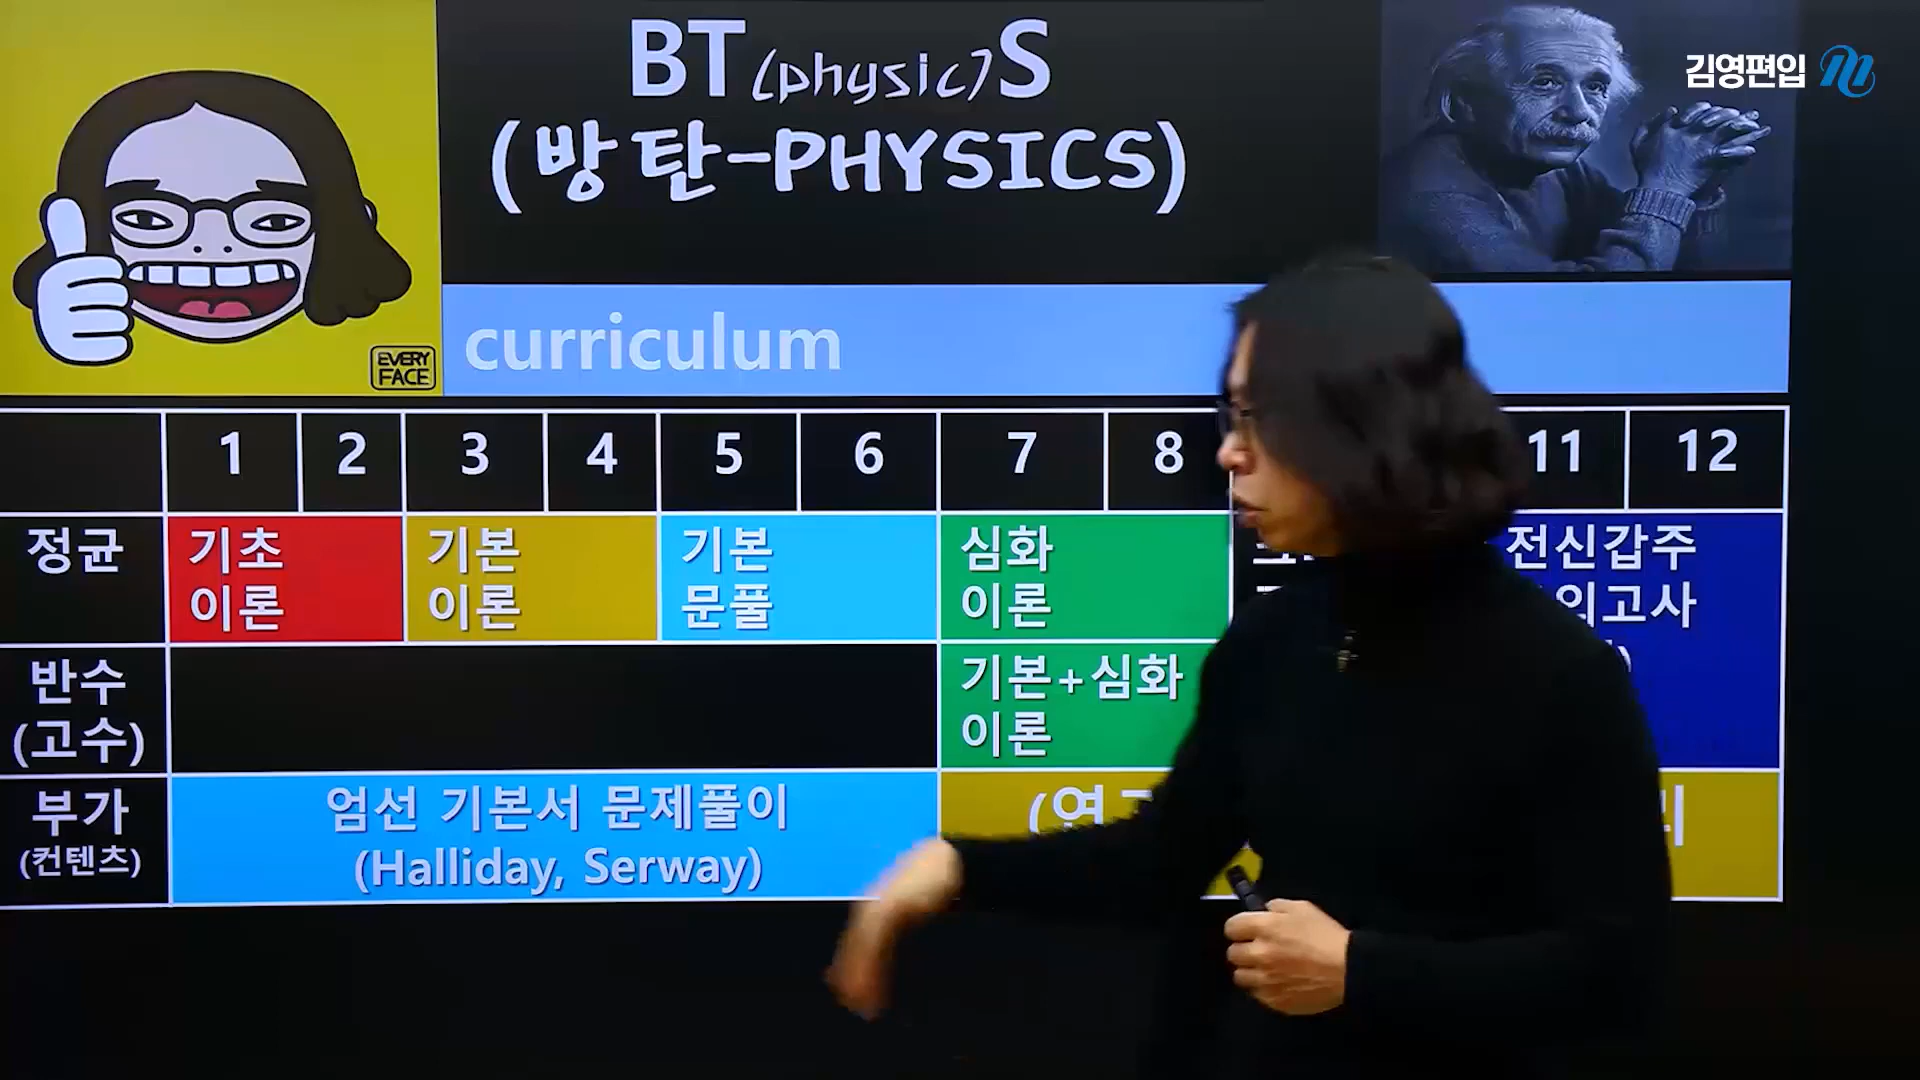 BT(physic)S
김영편입
(방탄-PHYSICS)
EVERY
FACE
curriculum
1 2 3 4 5 6 7 8 11 12
정규 기초 기본 기본 심화 전신갑주
이론 이론 문풀 이론 의고사
반수 기본+심화
(고수) 이론
부가 엄선 기본서 문제풀이
(컨텐츠) (Halliday, Serway)